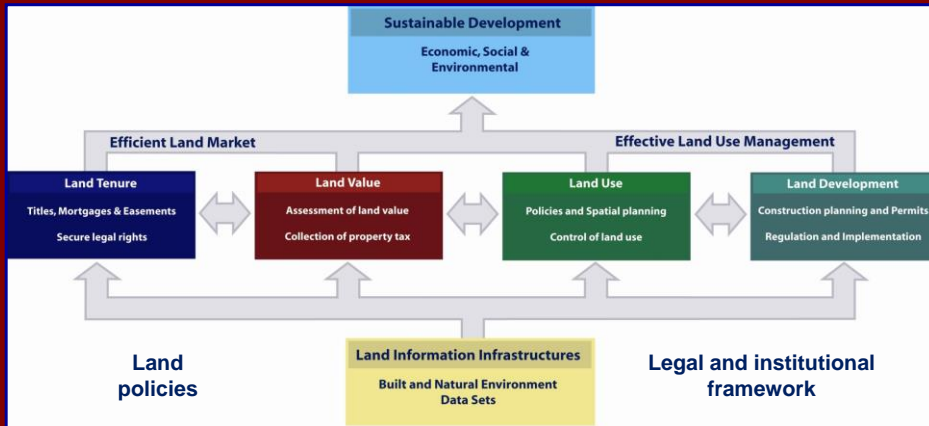 Sustainable Development
Economic, Social &
Environmental
Efficient Land Market
Effective Land Use Management
Land Tenure
Titles, Mortgages & Easements
Secure legal rights
Land Value
Assessment of land value
Collection of property tax
Land Use
Policies and Spatial planning
Control of land use
Land Development
Construction planning and Permits
Regulation and Implementation
Land
policies
Land Information Infrastructures
Built and Natural Environment
Data Sets
Legal and institutional
framework